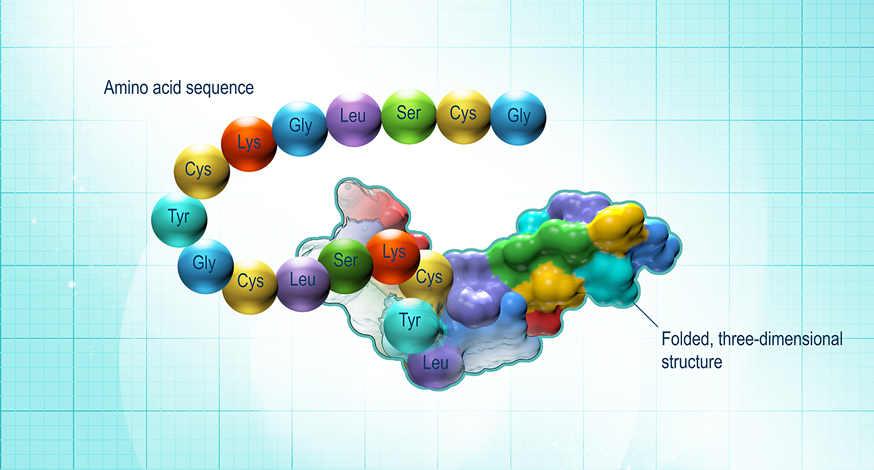 Amino acid sequence
Gly
Cys
Ser
Leu
Gly
Lys
Cys
Tyr
Gly
Cys
Leu
Ser
Lys
Cys
Tyr
Leu
Folded, three-dimensional
structure